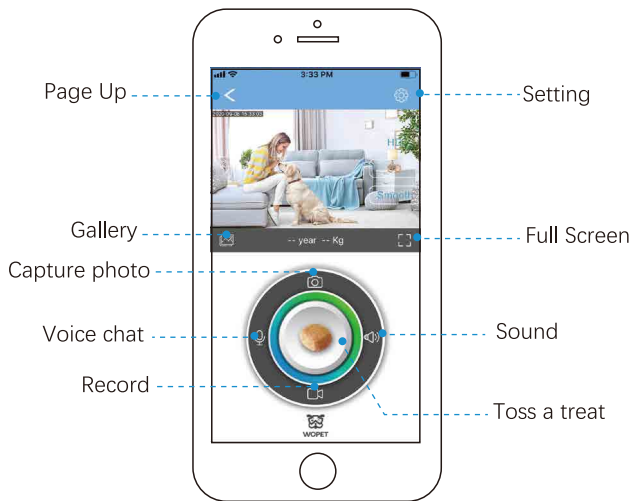 3:33 PM
Page Up
Setting
HD
Smooth
Gallery
-- year -- Kg
Full Screen
Capture photo
Voice chat
Sound
Record
Toss a treat
WOPET